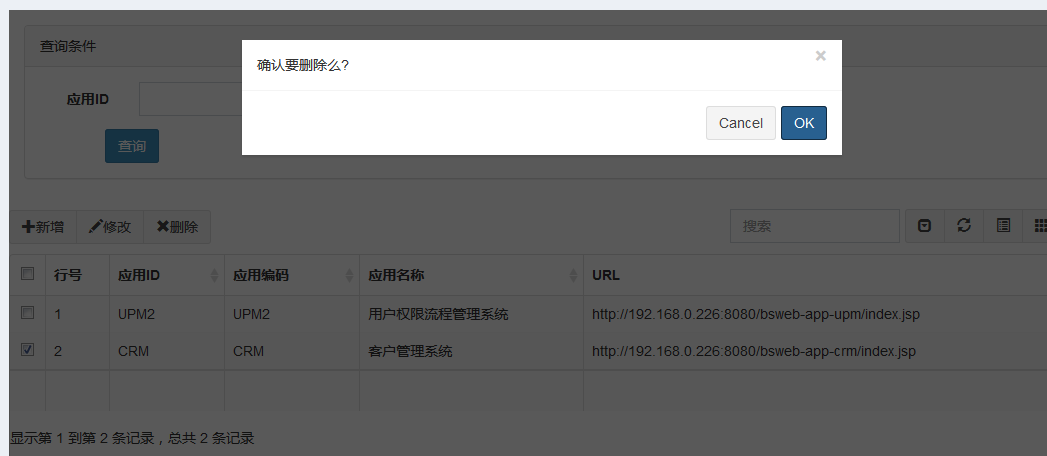 查询条件
确认要删除么?
×
应用ID
Cancel
OK
查询
新增
修改
删除
搜索
行号 应用ID 应用编码 应用名称 URL
1 UPM2 UPM2 用户权限流程管理系统 http://192.168.0.226:8080/bsweb-app-upm/index.jsp
2 CRM CRM 客户管理系统 http://192.168.0.226:8080/bsweb-app-crm/index.jsp
显示第 1 到第 2 条记录，总共 2 条记录